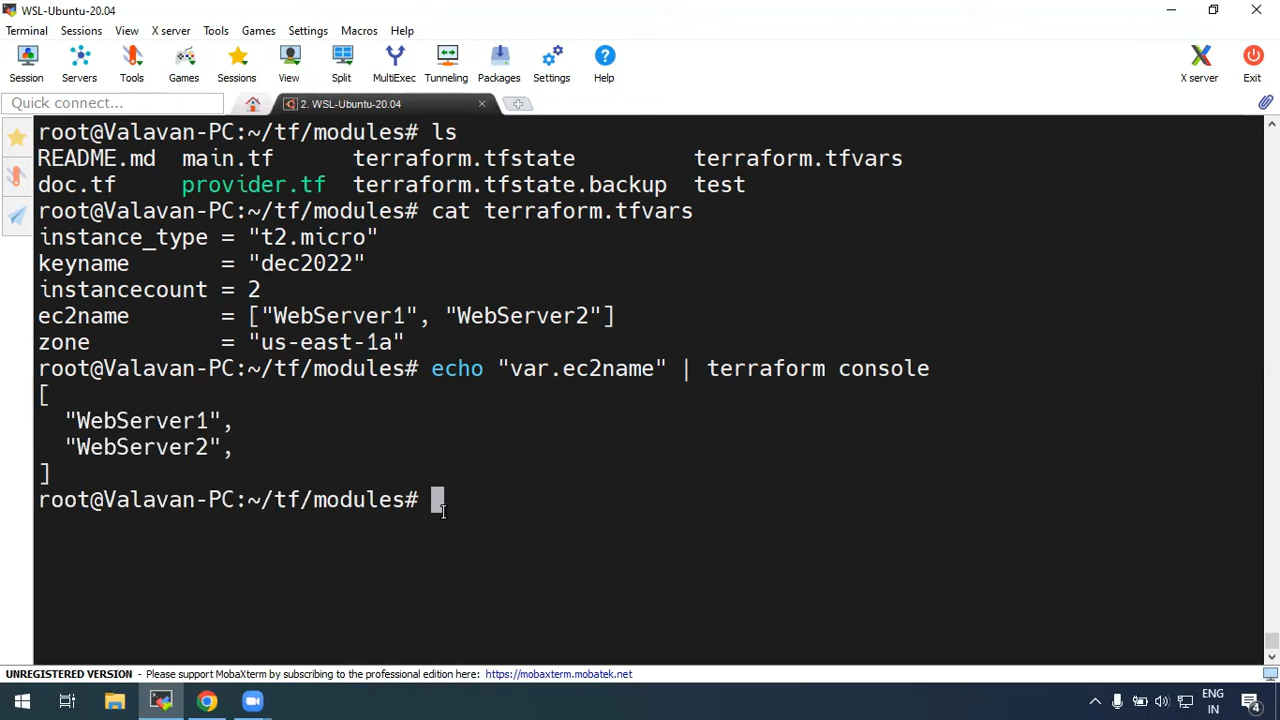 WSL-Ubuntu-20.04
Terminal Sessions View X server Tools Games Settings Macros Help
Session Servers Tools Games Sessions View Split MultiExec Tunneling Packages Settings Help X server Exit
Quick connect... 2. WSL-Ubuntu-20.04
root@Valavan-PC:~/tf/modules# ls
README.md main.tf terraform.tfstate terraform.tfvars
doc.tf provider.tf terraform.tfstate.backup test
root@Valavan-PC:~/tf/modules# cat terraform.tfvars
instance_type = "t2.micro"
keyname = "dec2022"
instancecount = 2
ec2name = ["WebServer1", "WebServer2"]
zone = "us-east-1a"
root@Valavan-PC:~/tf/modules# echo "var.ec2name" | terraform console
[
"WebServer1",
"WebServer2",
]
root@Valavan-PC:~/tf/modules#
UNREGISTERED VERSION - Please support MobaXterm by subscribing to the professional edition here: https://mobaxterm.mobatek.net
ENG
IN
4